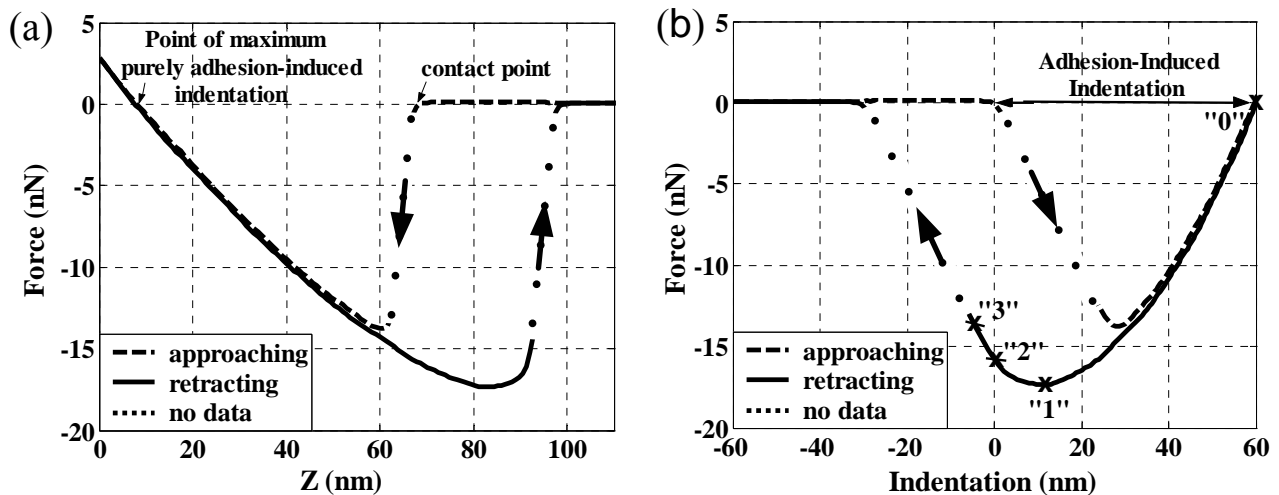 (a)
Point of maximum
purely adhesion-induced
indentation
contact point
5
0
-5
-10
-15
-20
Force (nN)
approaching
retracting
no data
0 20 40 60 80 100
Z (nm)
(b)
Adhesion-Induced
Indentation
"0"
"3"
"2"
"1"
5
0
-5
-10
-15
-20
Force (nN)
approaching
retracting
no data
-60 -40 -20 0 20 40 60
Indentation (nm)